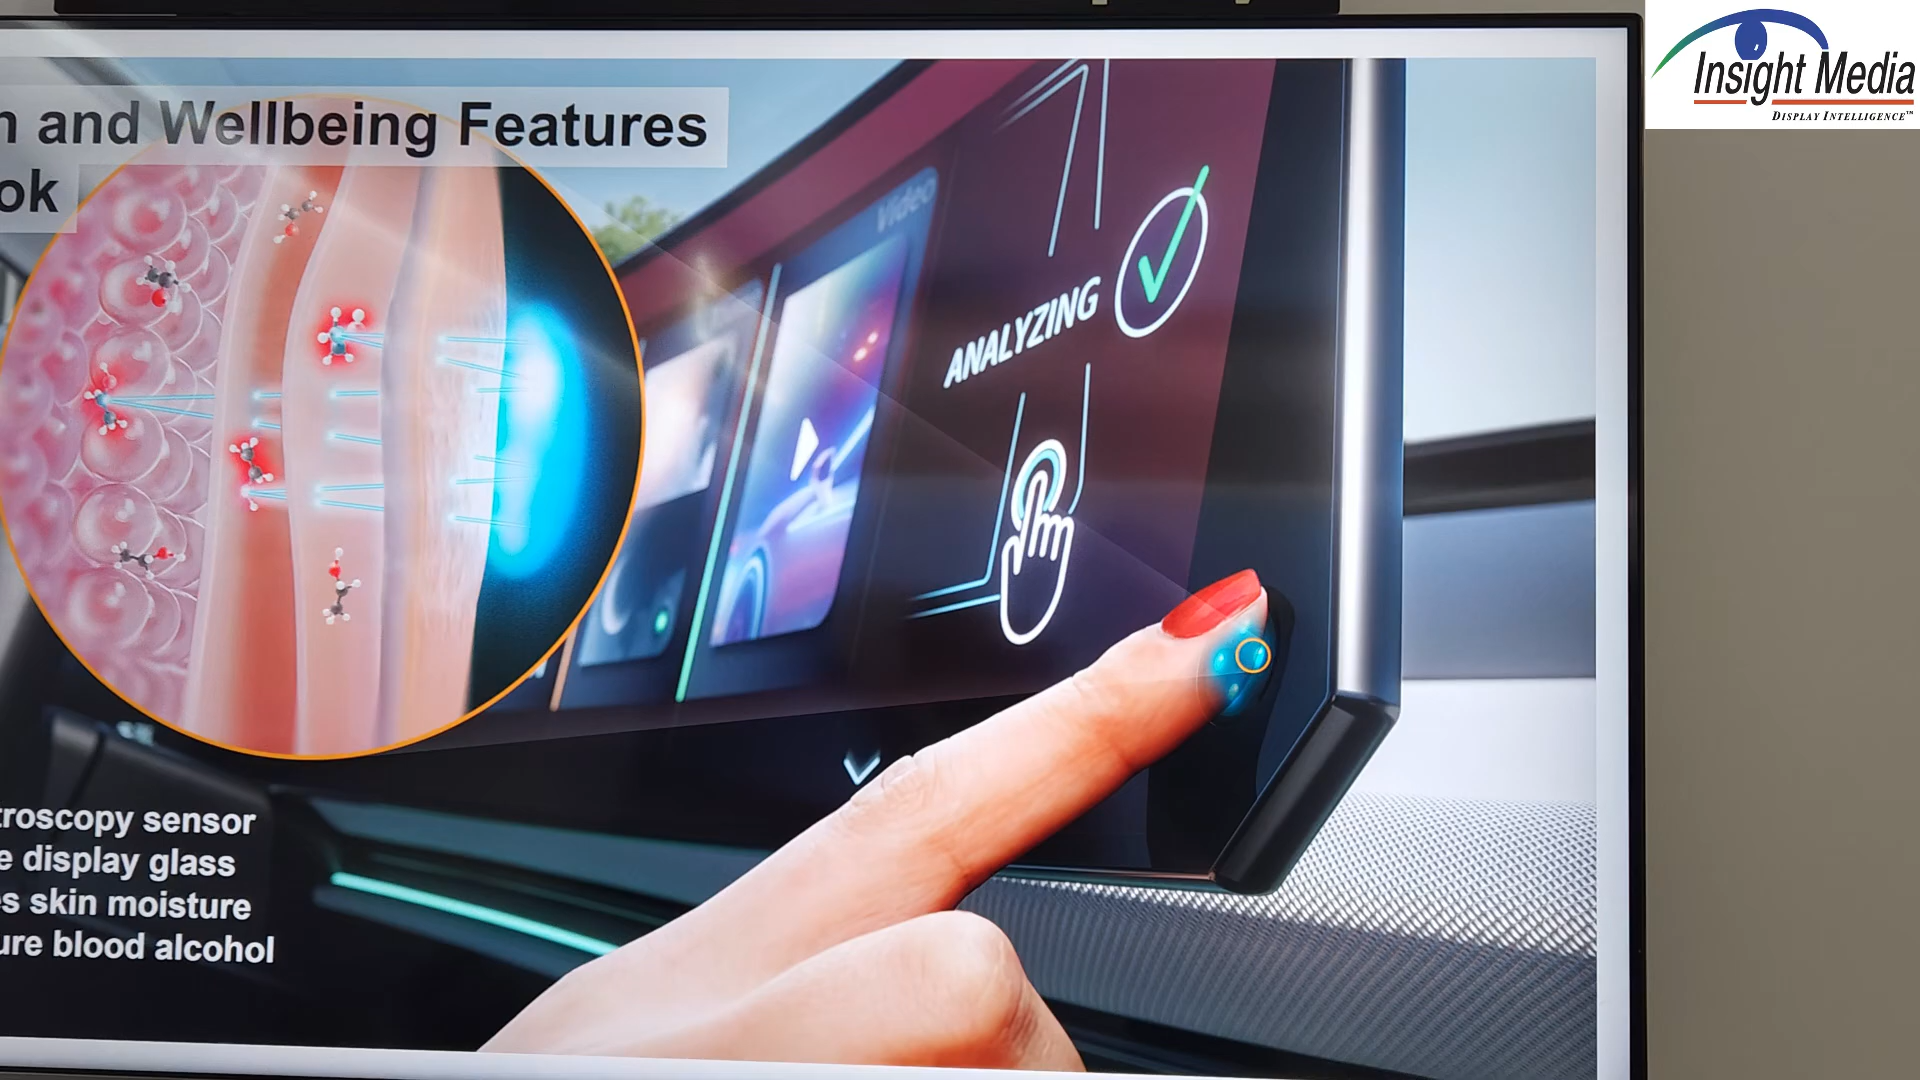 n and Wellbeing Features
ok
Video
ANALYZING
troscopy sensor
e display glass
es skin moisture
ure blood alcohol
Insight Media
DISPLAY INTELLIGENCE™